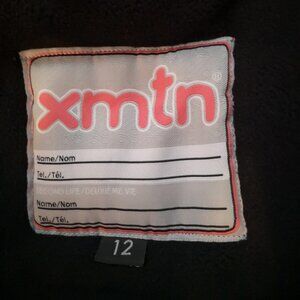 xmtn®
Name/Nom
Tel./Tél.
SECOND LIFE/DEUXIÈME VIE
Name/Nom
Tel./Tél.
12